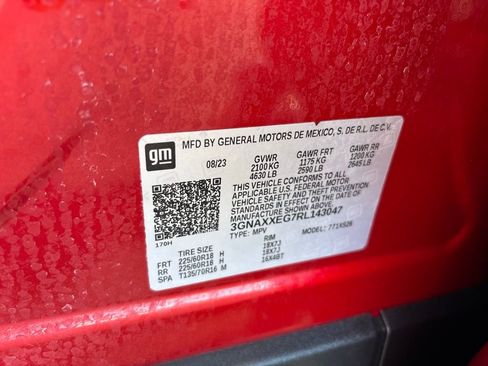 MFD BY GENERAL MOTORS DE MEXICO, S. DE R.L. DE C.V.
gm
08/23 GVWR GAWR FRT GAWR RR
2100 KG 1175 KG 1200 KG
4630 LB 2590 LB 2645 LB
THIS VEHICLE CONFORMS TO ALL APPLICABLE
U.S. FEDERAL MOTOR VEHICLE SAFETY AND THEFT PREVENTION
STANDARDS IN EFFECT ON THE DATE OF
MANUFACTURE SHOWN ABOVE.
3GNAXXEG7RL143047
TYPE: MPV MODEL:
170H
TIRE SIZE RIM
FRT 225/60R18 H 18X7J
RR 225/60R18 H 18X7J
SPA T135/70R16 M 16X4BT